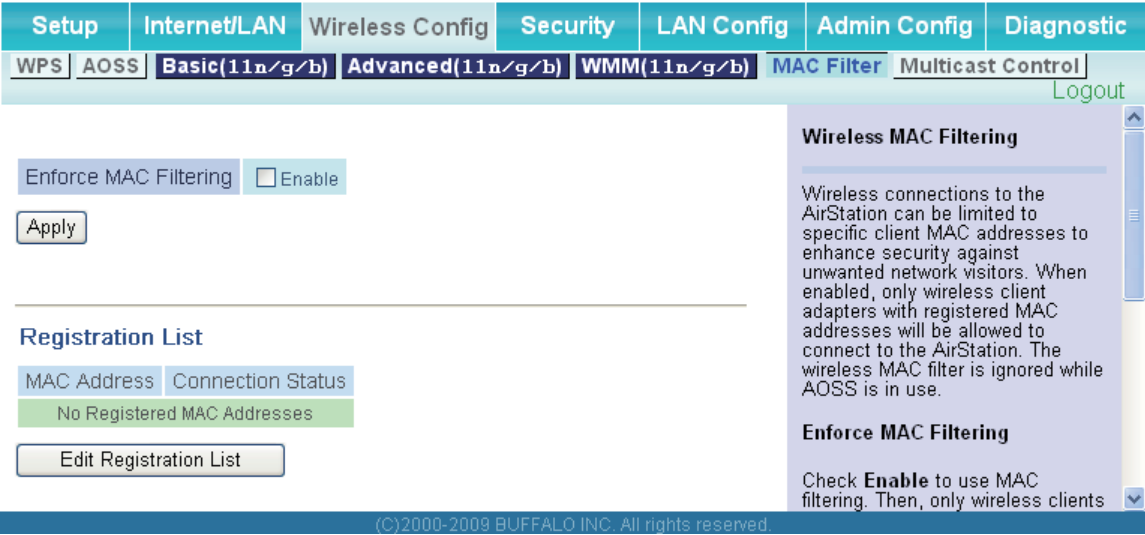 Setup Internet/LAN Wireless Config Security LAN Config Admin Config Diagnostic
WPS AOSS Basic(11n/g/b) Advanced(11n/g/b) WMM(11n/g/b) MAC Filter Multicast Control
Logout
Enforce MAC Filtering Enable
Apply
Registration List
MAC Address Connection Status
No Registered MAC Addresses
Edit Registration List
Wireless MAC Filtering
Wireless connections to the
AirStation can be limited to
specific client MAC addresses to
enhance security against
unwanted network visitors. When
enabled, only wireless client
adapters with registered MAC
addresses will be allowed to
connect to the AirStation. The
wireless MAC filter is ignored while
AOSS is in use.
Enforce MAC Filtering
Check Enable to use MAC
filtering. Then, only wireless clients
(C)2000-2009 BUFFALO INC. All rights reserved.